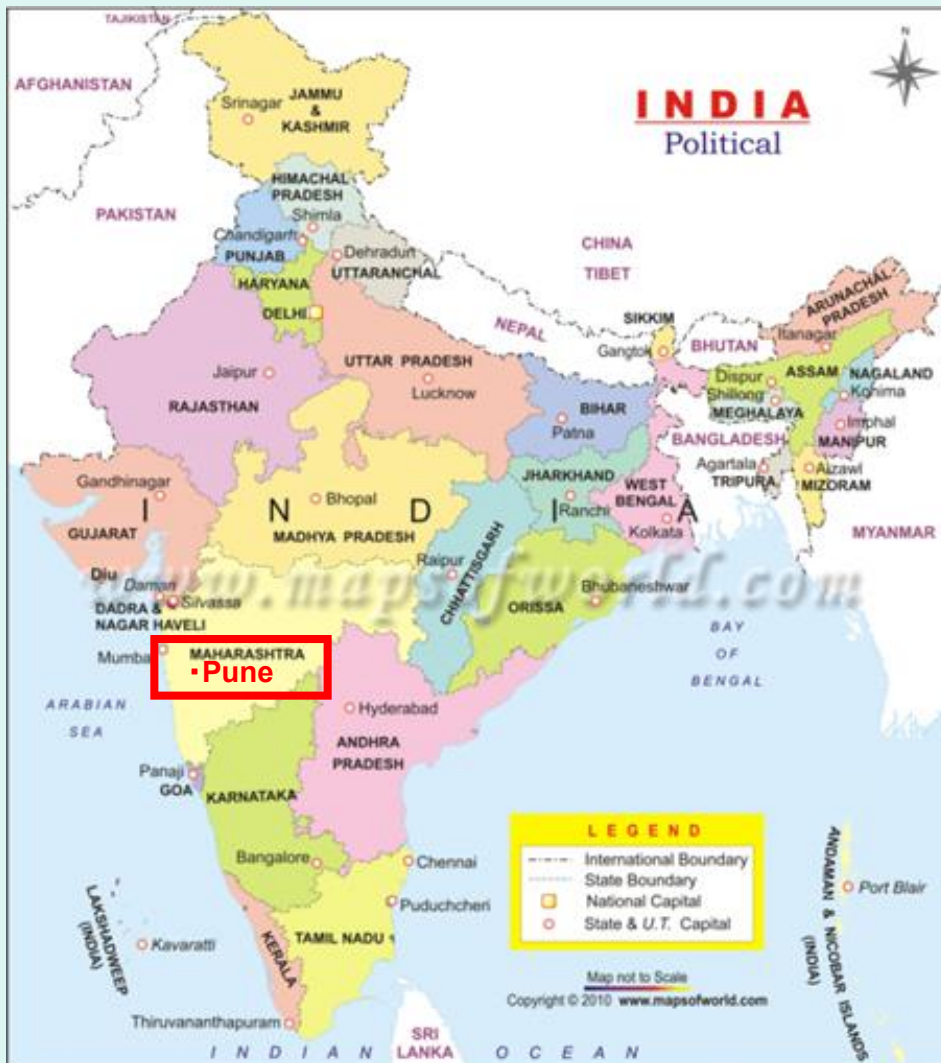 TAJIKISTAN
AFGHANISTAN
N
JAMMU
&
KASHMIR
Srinagar
INDIA
Political
HIMACHAL
PRADESH
Shimla
PAKISTAN
Chandigarh
PUNJAB
Dehradun
UTTARANCHAL
CHINA
TIBET
HARYANA
DELHI
NEPAL
SIKKIM
Gangtok
BHUTAN
ARUNACHAL
PRADESH
Itanagar
UTTAR PRADESH
Lucknow
Jaipur
RAJASTHAN
BIHAR
Patna
ASSAM
Dispur
Shillong
MEGHALAYA
NAGALAND
Kohima
Imphal
MANIPUR
BANGLADESH
Agartala
TRIPURA
Aizawl
MIZORAM
Gandhinagar
GUJARAT
Bhopal
I N D I A
MADHYA PRADESH
JHARKHAND
Ranchi
WEST
BENGAL
Kolkata
MYANMAR
CHHATTISGARH
Raipur
Diu
www.mapsofworld.com
Daman
Silvassa
DADRA &
NAGAR HAVELI
Bhubaneshwar
ORISSA
Mumba
MAHARASHTRA
Pune
BAY
OF
BENGAL
ARABIAN
SEA
Hyderabad
ANDHRA
PRADESH
Panaji
GOA
KARNATAKA
Bangalore
Chennai
Puducheri
TAMIL NADU
KERALA
LAKSHADWEEP
(INDIA)
Kavaratti
Thiruvananthapuram
LEGEND
International Boundary
State Boundary
National Capital
State & U.T. Capital
Map not to Scale
Copyright © 2010 www.mapsofworld.com
ANDAMAN & NICOBAR ISLANDS
(INDIA)
Port Blair
SRI
LANKA
INDIAN OCEAN